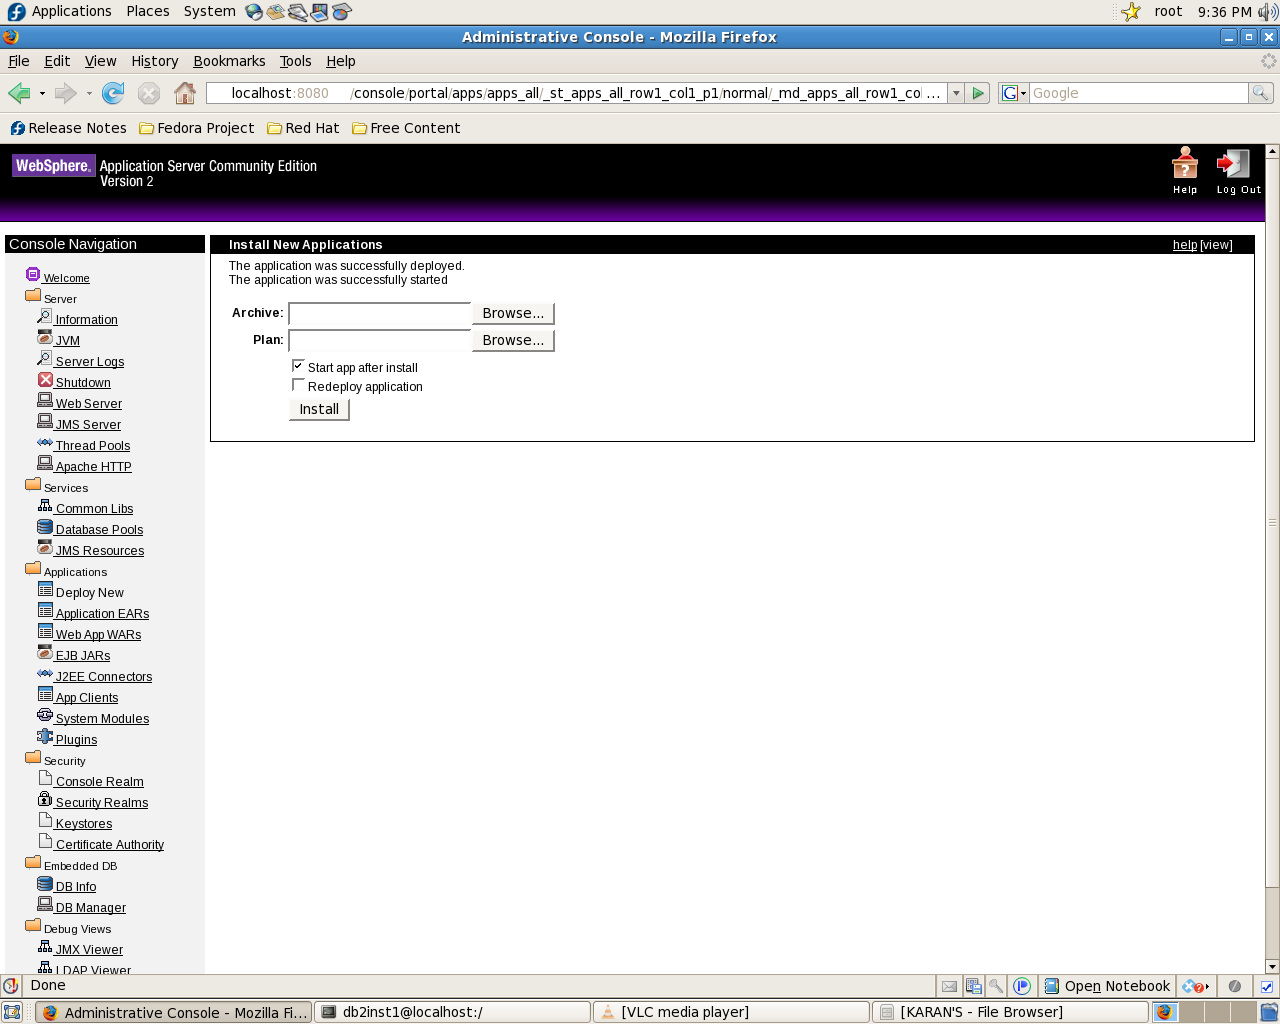 Applications Places System root 9:36 PM
Administrative Console - Mozilla Firefox
File Edit View History Bookmarks Tools Help
localhost:8080 /console/portal/apps/apps_all/_st_apps_all_row1_col1_p1/normal/_md_apps_all_row1_col ... G Google
Release Notes Fedora Project Red Hat Free Content
WebSphere. Application Server Community Edition
Version 2
Help Log Out
Console Navigation
Welcome
Server
Information
JVM
Server Logs
Shutdown
Web Server
JMS Server
Thread Pools
Apache HTTP
Services
Common Libs
Database Pools
JMS Resources
Applications
Deploy New
Application EARs
Web App WARs
EJB JARs
J2EE Connectors
App Clients
System Modules
Plugins
Security
Console Realm
Security Realms
Keystores
Certificate Authority
Embedded DB
DB Info
DB Manager
Debug Views
JMX Viewer
LDAP Viewer
Install New Applications help [view]
The application was successfully deployed.
The application was successfully started
Archive: Browse...
Plan: Browse...
Start app after install
Redeploy application
Install
Done Open Notebook
Administrative Console - Mozilla Fi... db2inst1@localhost:/ [VLC media player] [KARAN'S - File Browser]